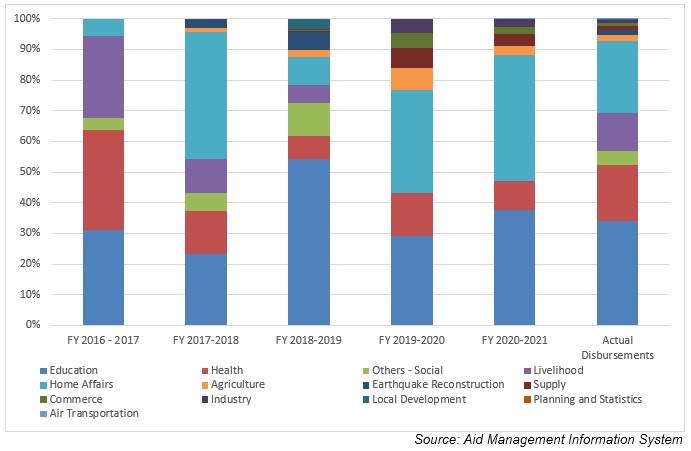 100%
90%
80%
70%
60%
50%
40%
30%
20%
10%
0%
FY 2016 - 2017 FY 2017-2018 FY 2018-2019 FY 2019-2020 FY 2020-2021 Actual
Disbursements
Education Health Others - Social Livelihood
Home Affairs Agriculture Earthquake Reconstruction Supply
Commerce Industry Local Development Planning and Statistics
Air Transportation
Source: Aid Management Information System